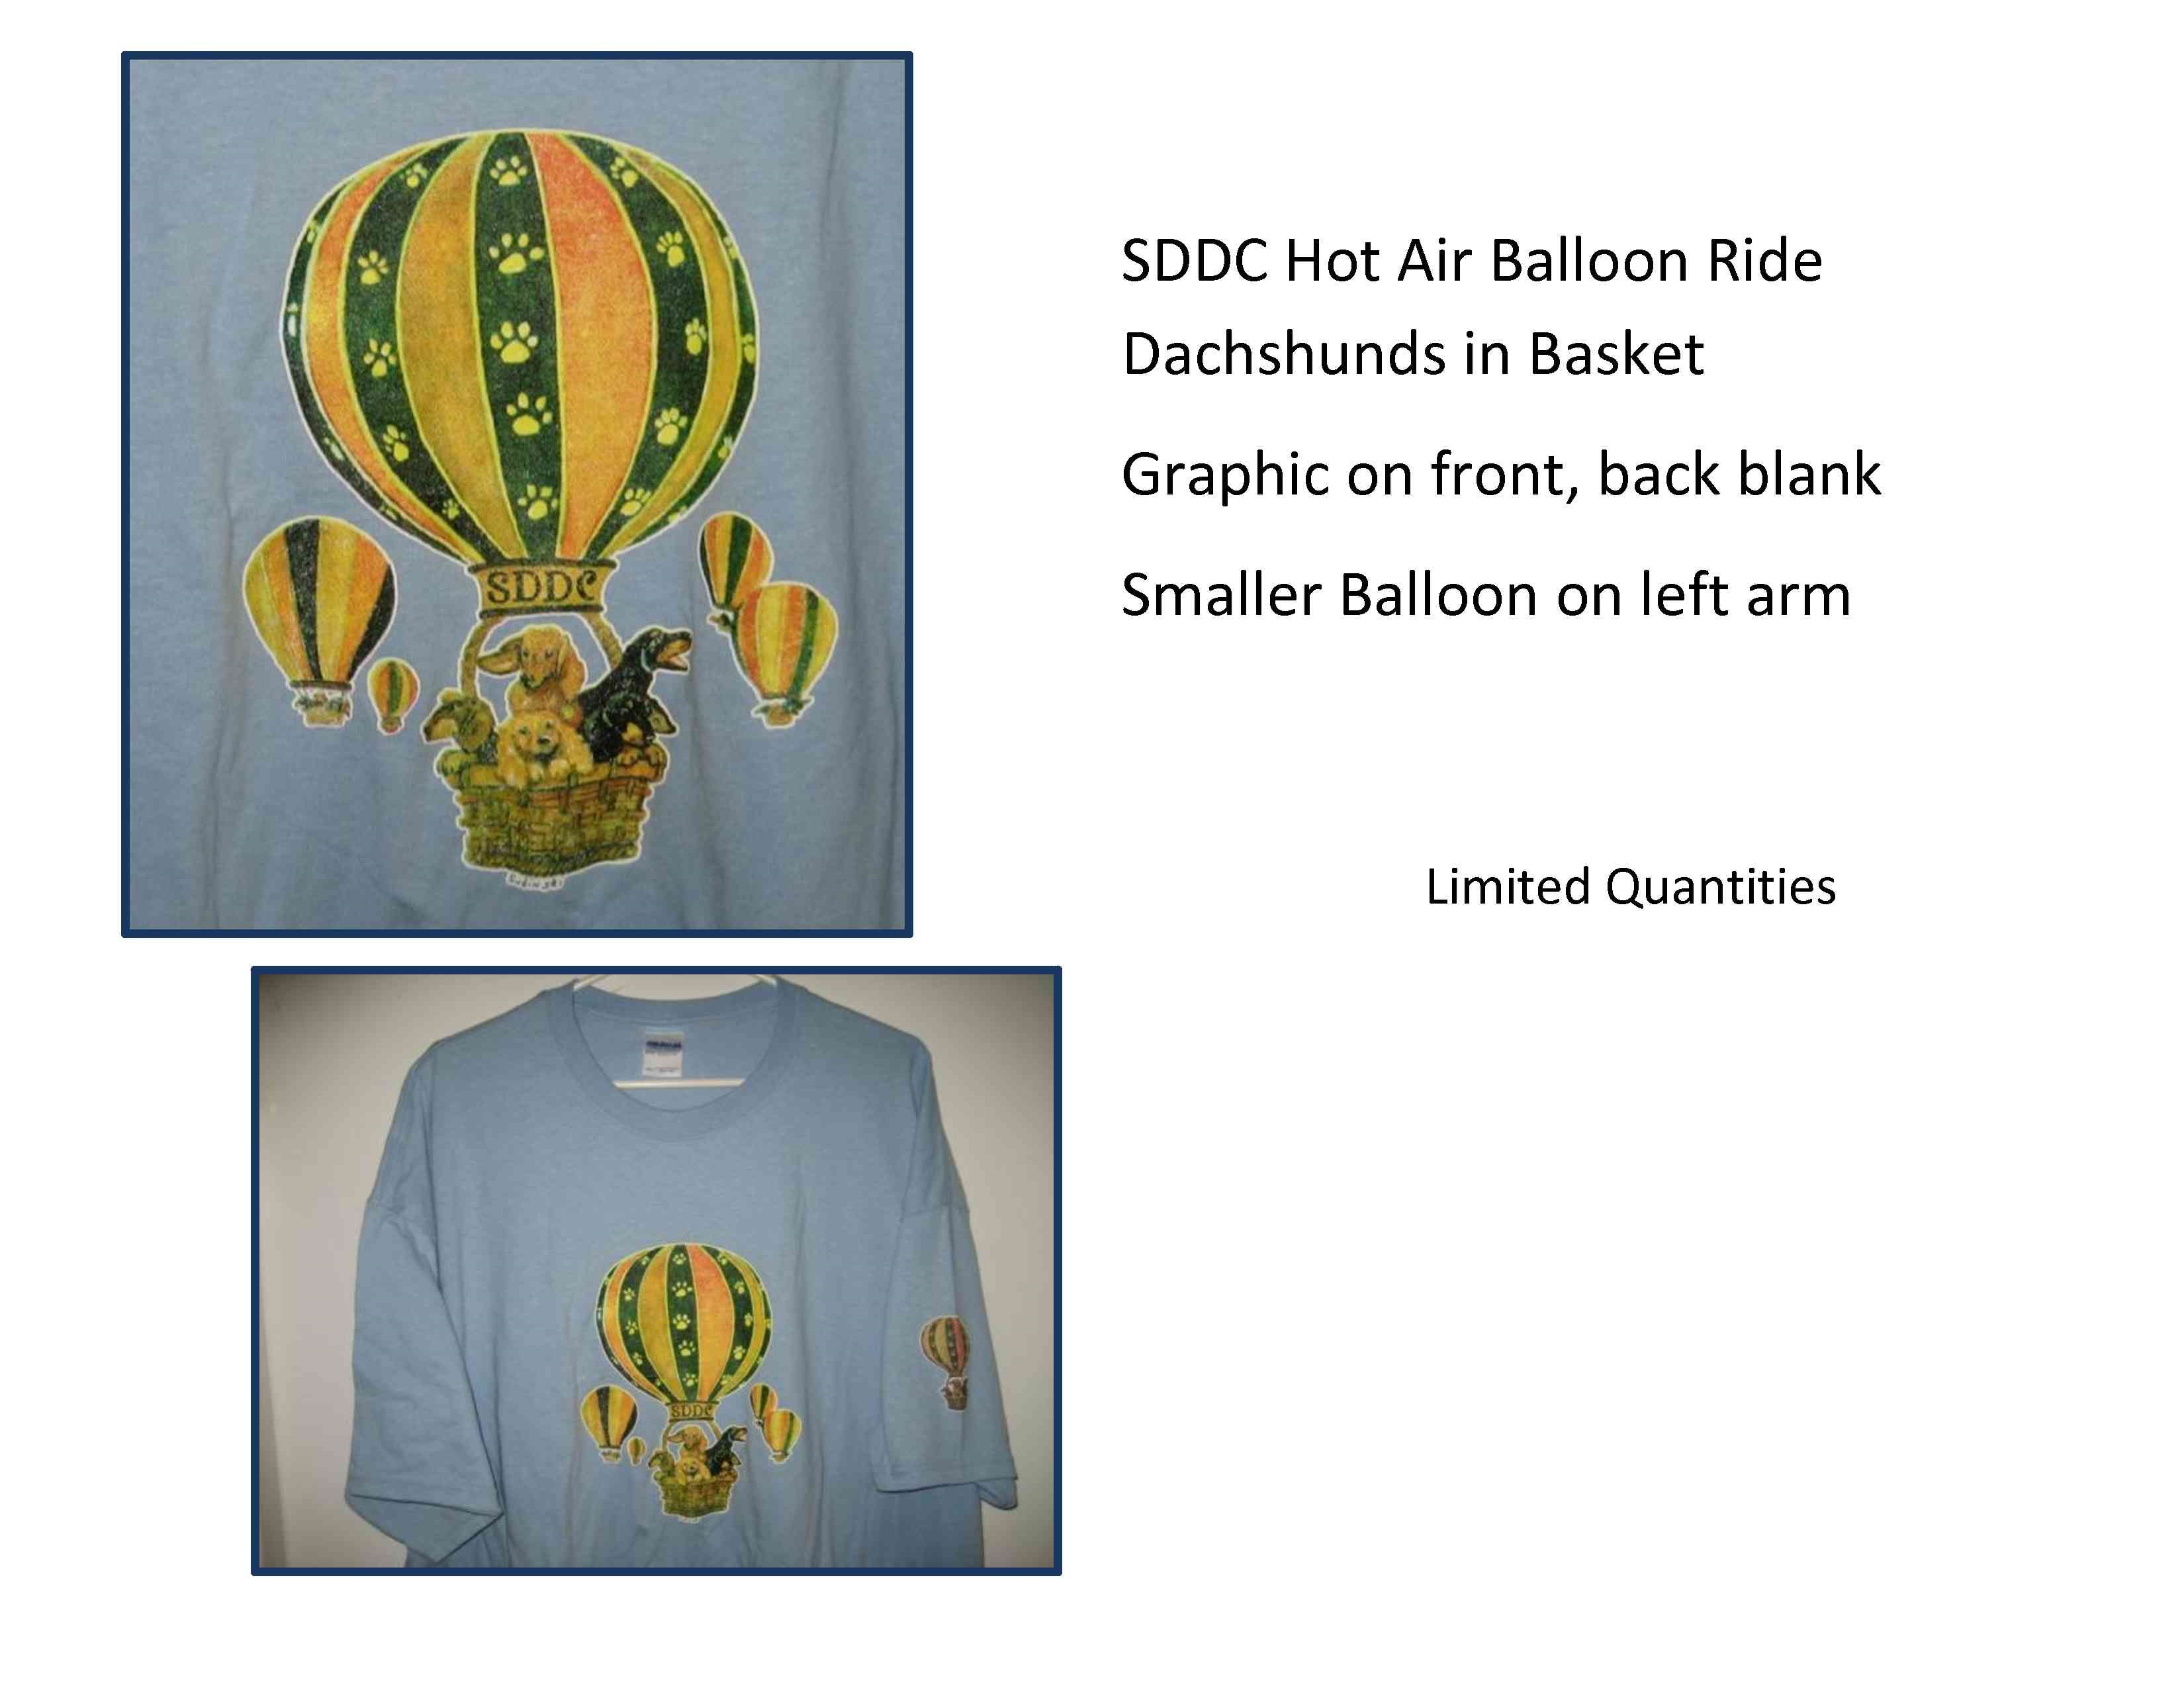 SDDC Hot Air Balloon Ride
Dachshunds in Basket
Graphic on front, back blank
Smaller Balloon on left arm
Limited Quantities
SDDC
SDDC